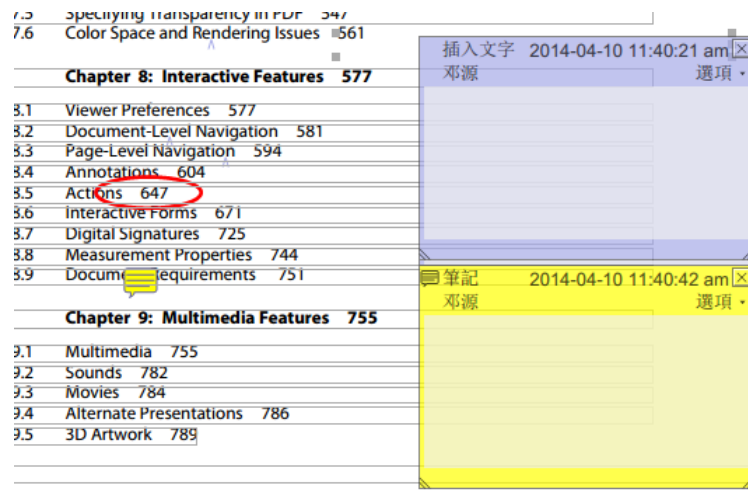 7.5 Specifying Transparency in PDF 547
7.6 Color Space and Rendering Issues 561
Chapter 8: Interactive Features 577
8.1 Viewer Preferences 577
8.2 Document-Level Navigation 581
8.3 Page-Level Navigation 594
8.4 Annotations 604
8.5 Actions 647
8.6 Interactive Forms 671
8.7 Digital Signatures 725
8.8 Measurement Properties 744
8.9 Document Requirements 751
Chapter 9: Multimedia Features 755
9.1 Multimedia 755
9.2 Sounds 782
9.3 Movies 784
9.4 Alternate Presentations 786
9.5 3D Artwork 789
插入文字 2014-04-10 11:40:21 am
邓源 選項
筆記 2014-04-10 11:40:42 am
邓源 選項